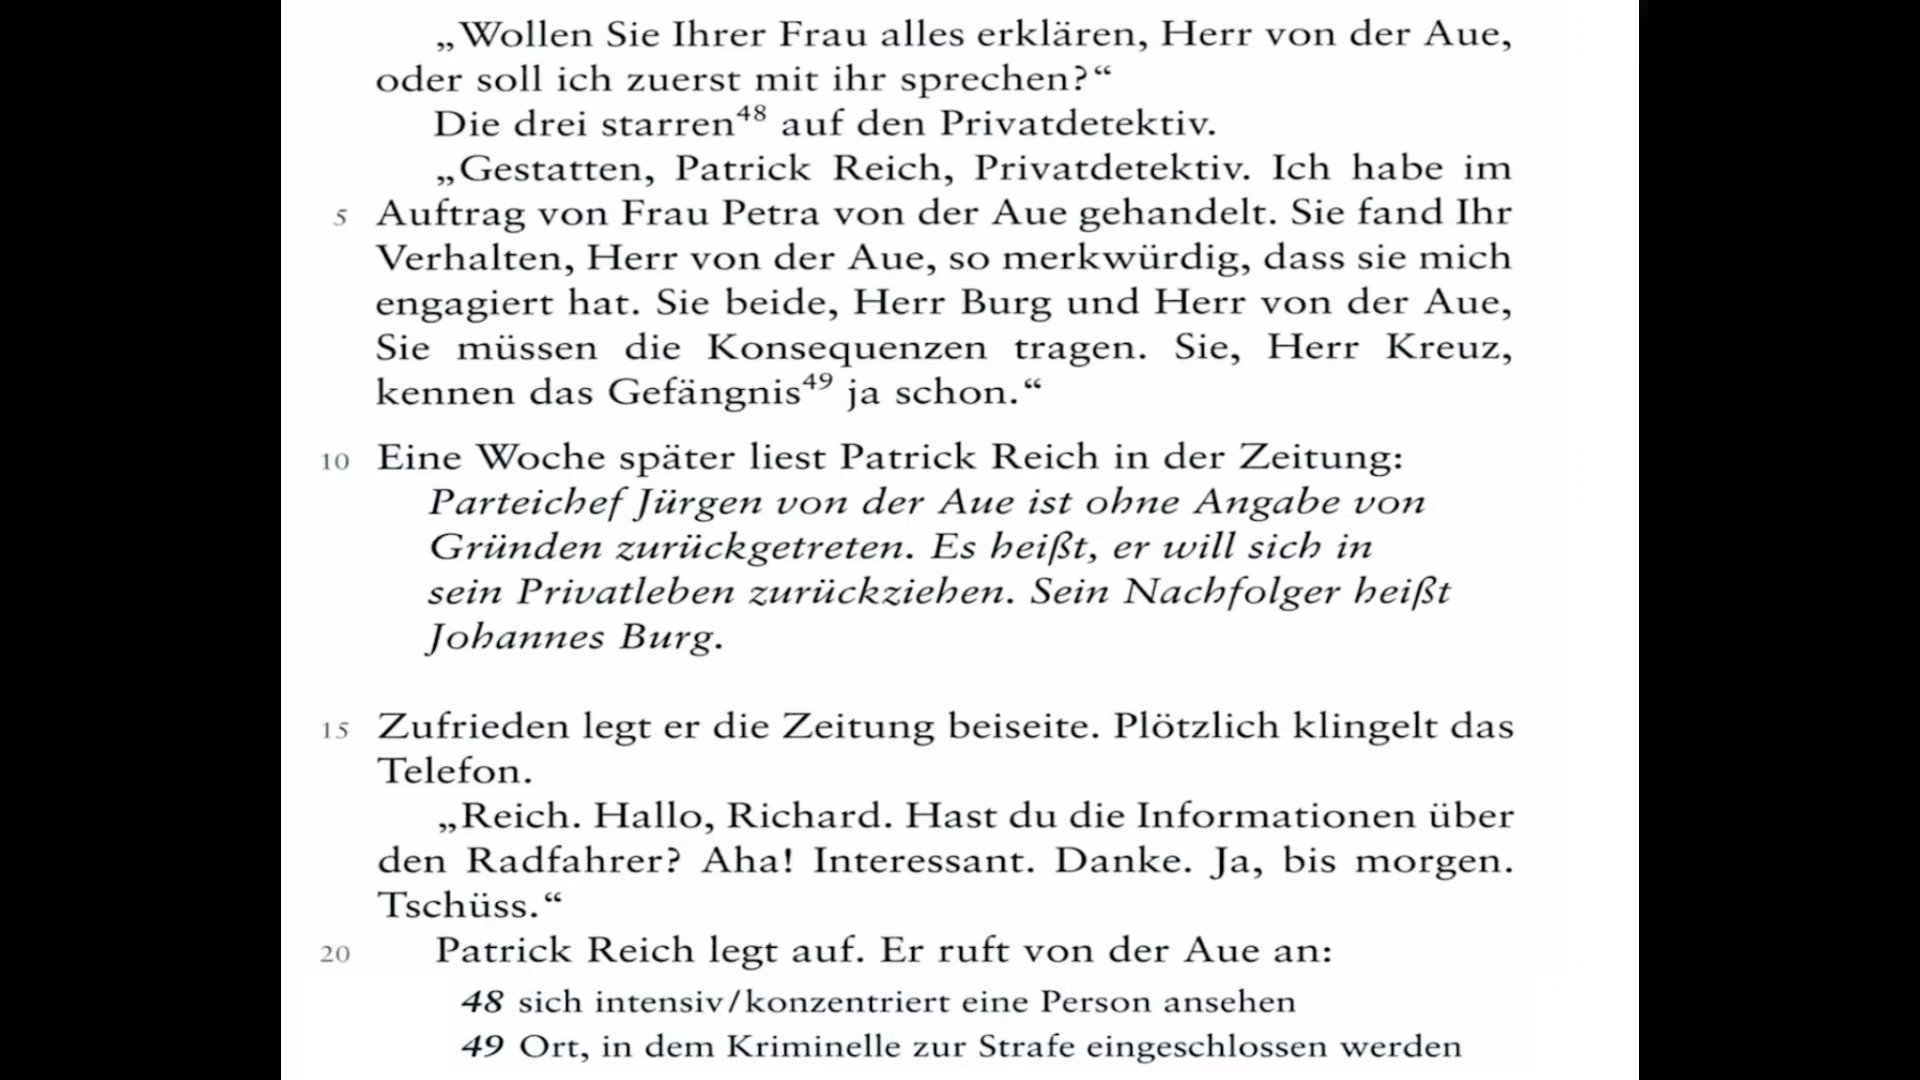 „Wollen Sie Ihrer Frau alles erklären, Herr von der Aue,
oder soll ich zuerst mit ihr sprechen?“
Die drei starren48 auf den Privatdetektiv.
„Gestatten, Patrick Reich, Privatdetektiv. Ich habe im
5 Auftrag von Frau Petra von der Aue gehandelt. Sie fand Ihr
Verhalten, Herr von der Aue, so merkwürdig, dass sie mich
engagiert hat. Sie beide, Herr Burg und Herr von der Aue,
Sie müssen die Konsequenzen tragen. Sie, Herr Kreuz,
kennen das Gefängnis49 ja schon.“
10 Eine Woche später liest Patrick Reich in der Zeitung:
Parteichef Jürgen von der Aue ist ohne Angabe von
Gründen zurückgetreten. Es heißt, er will sich in
sein Privatleben zurückziehen. Sein Nachfolger heißt
Johannes Burg.
15 Zufrieden legt er die Zeitung beiseite. Plötzlich klingelt das
Telefon.
„Reich. Hallo, Richard. Hast du die Informationen über
den Radfahrer? Aha! Interessant. Danke. Ja, bis morgen.
Tschüss.“
20 Patrick Reich legt auf. Er ruft von der Aue an:
48 sich intensiv/konzentriert eine Person ansehen
49 Ort, in dem Kriminelle zur Strafe eingeschlossen werden